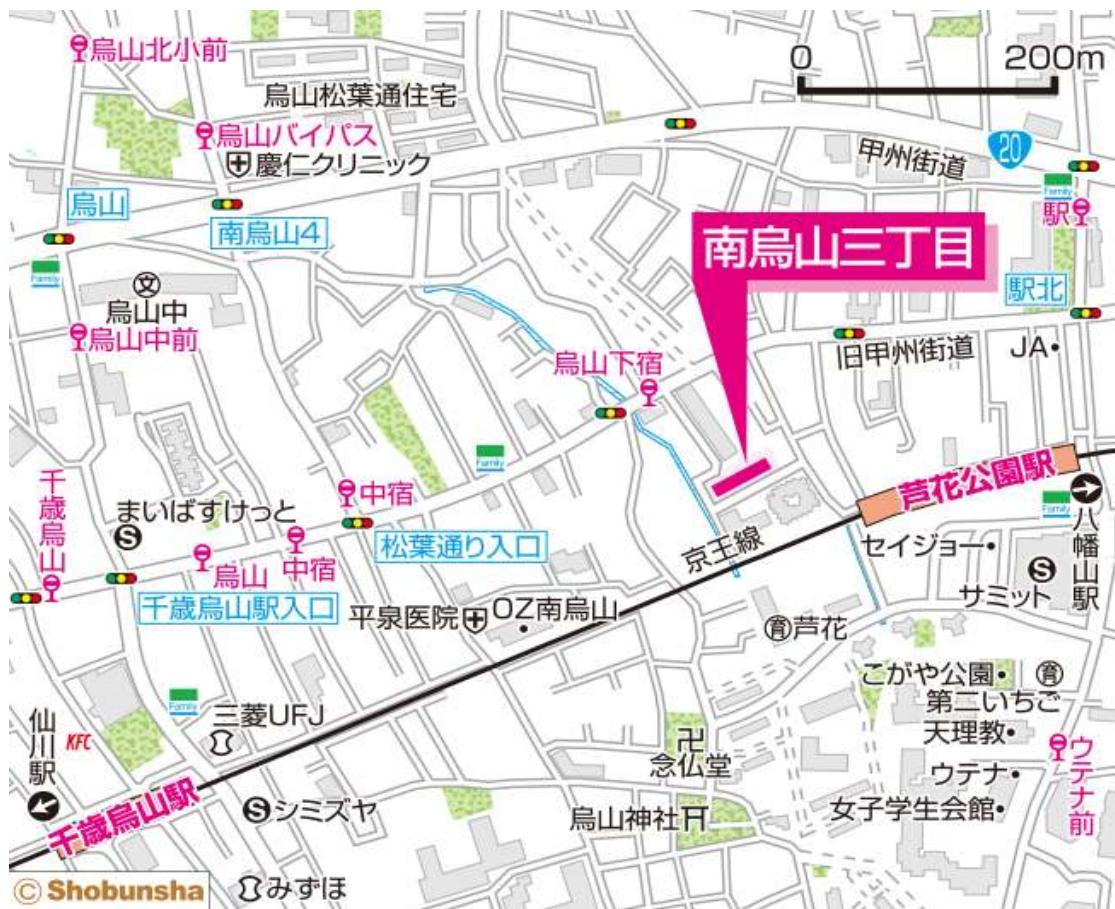 烏山北小前
0 200m
烏山松葉通住宅
烏山バイパス
慶仁クリニック
甲州街道
20
Family
駅
烏山
南烏山4
南烏山三丁目
駅北
Family
文
烏山中
烏山中前
旧甲州街道
JA
烏山下宿
Family
中宿
芦花公園駅
千歳烏山
まいばすけっと
S
烏山
中宿
松葉通り入口
千歳烏山駅入口
京王線
セイジョー
Family
八幡山駅
S
サミット
平泉医院
OZ南烏山
育芦花
こがや公園
育
第二いちご
天理教
ウテナ
女子学生会館
ウテナ前
Family
三菱UFJ
仙川駅
KFC
千歳烏山駅
S シミズヤ
卍
念仏堂
烏山神社
みずほ
© Shobunsha